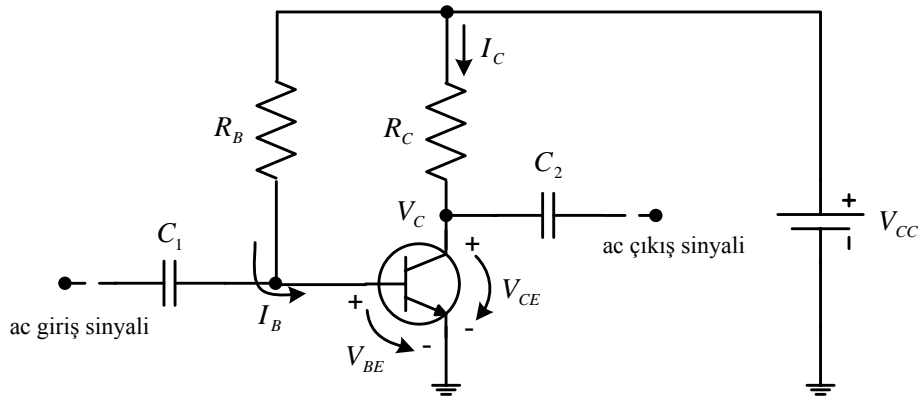 I_C
R_B
R_C
C_2
V_C
+
V_CC
C_1
+
ac çıkış sinyali
-
+
V_CE
ac giriş sinyali
I_B
-
V_BE
-